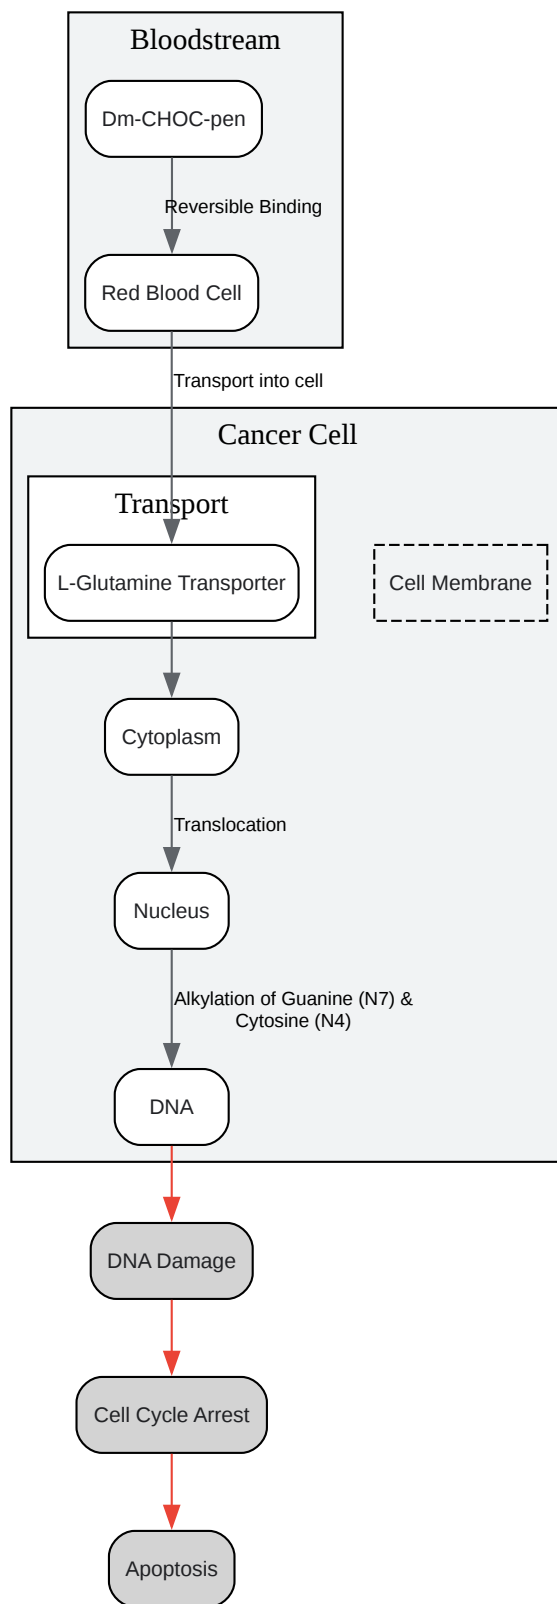 Bloodstream
Dm-CHOC-pen
Reversible Binding
Red Blood Cell
Transport into cell
Cancer Cell
Transport
L-Glutamine Transporter
Cell Membrane
Cytoplasm
Translocation
Nucleus
Alkylation of Guanine (N7) &
Cytosine (N4)
DNA
DNA Damage
Cell Cycle Arrest
Apoptosis